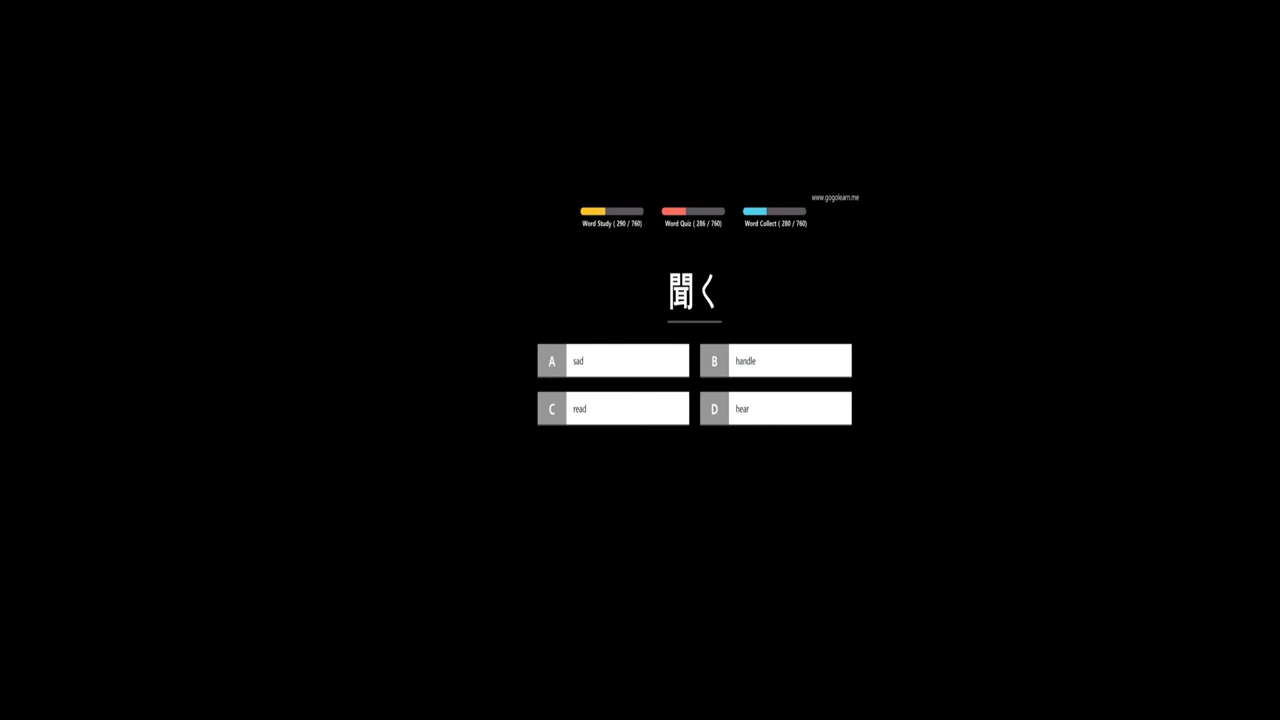 www.gogolearn.me
Word Study ( 290 / 760)
Word Quiz ( 286 / 760)
Word Collect ( 280 / 760)
聞く
A sad
B handle
C read
D hear